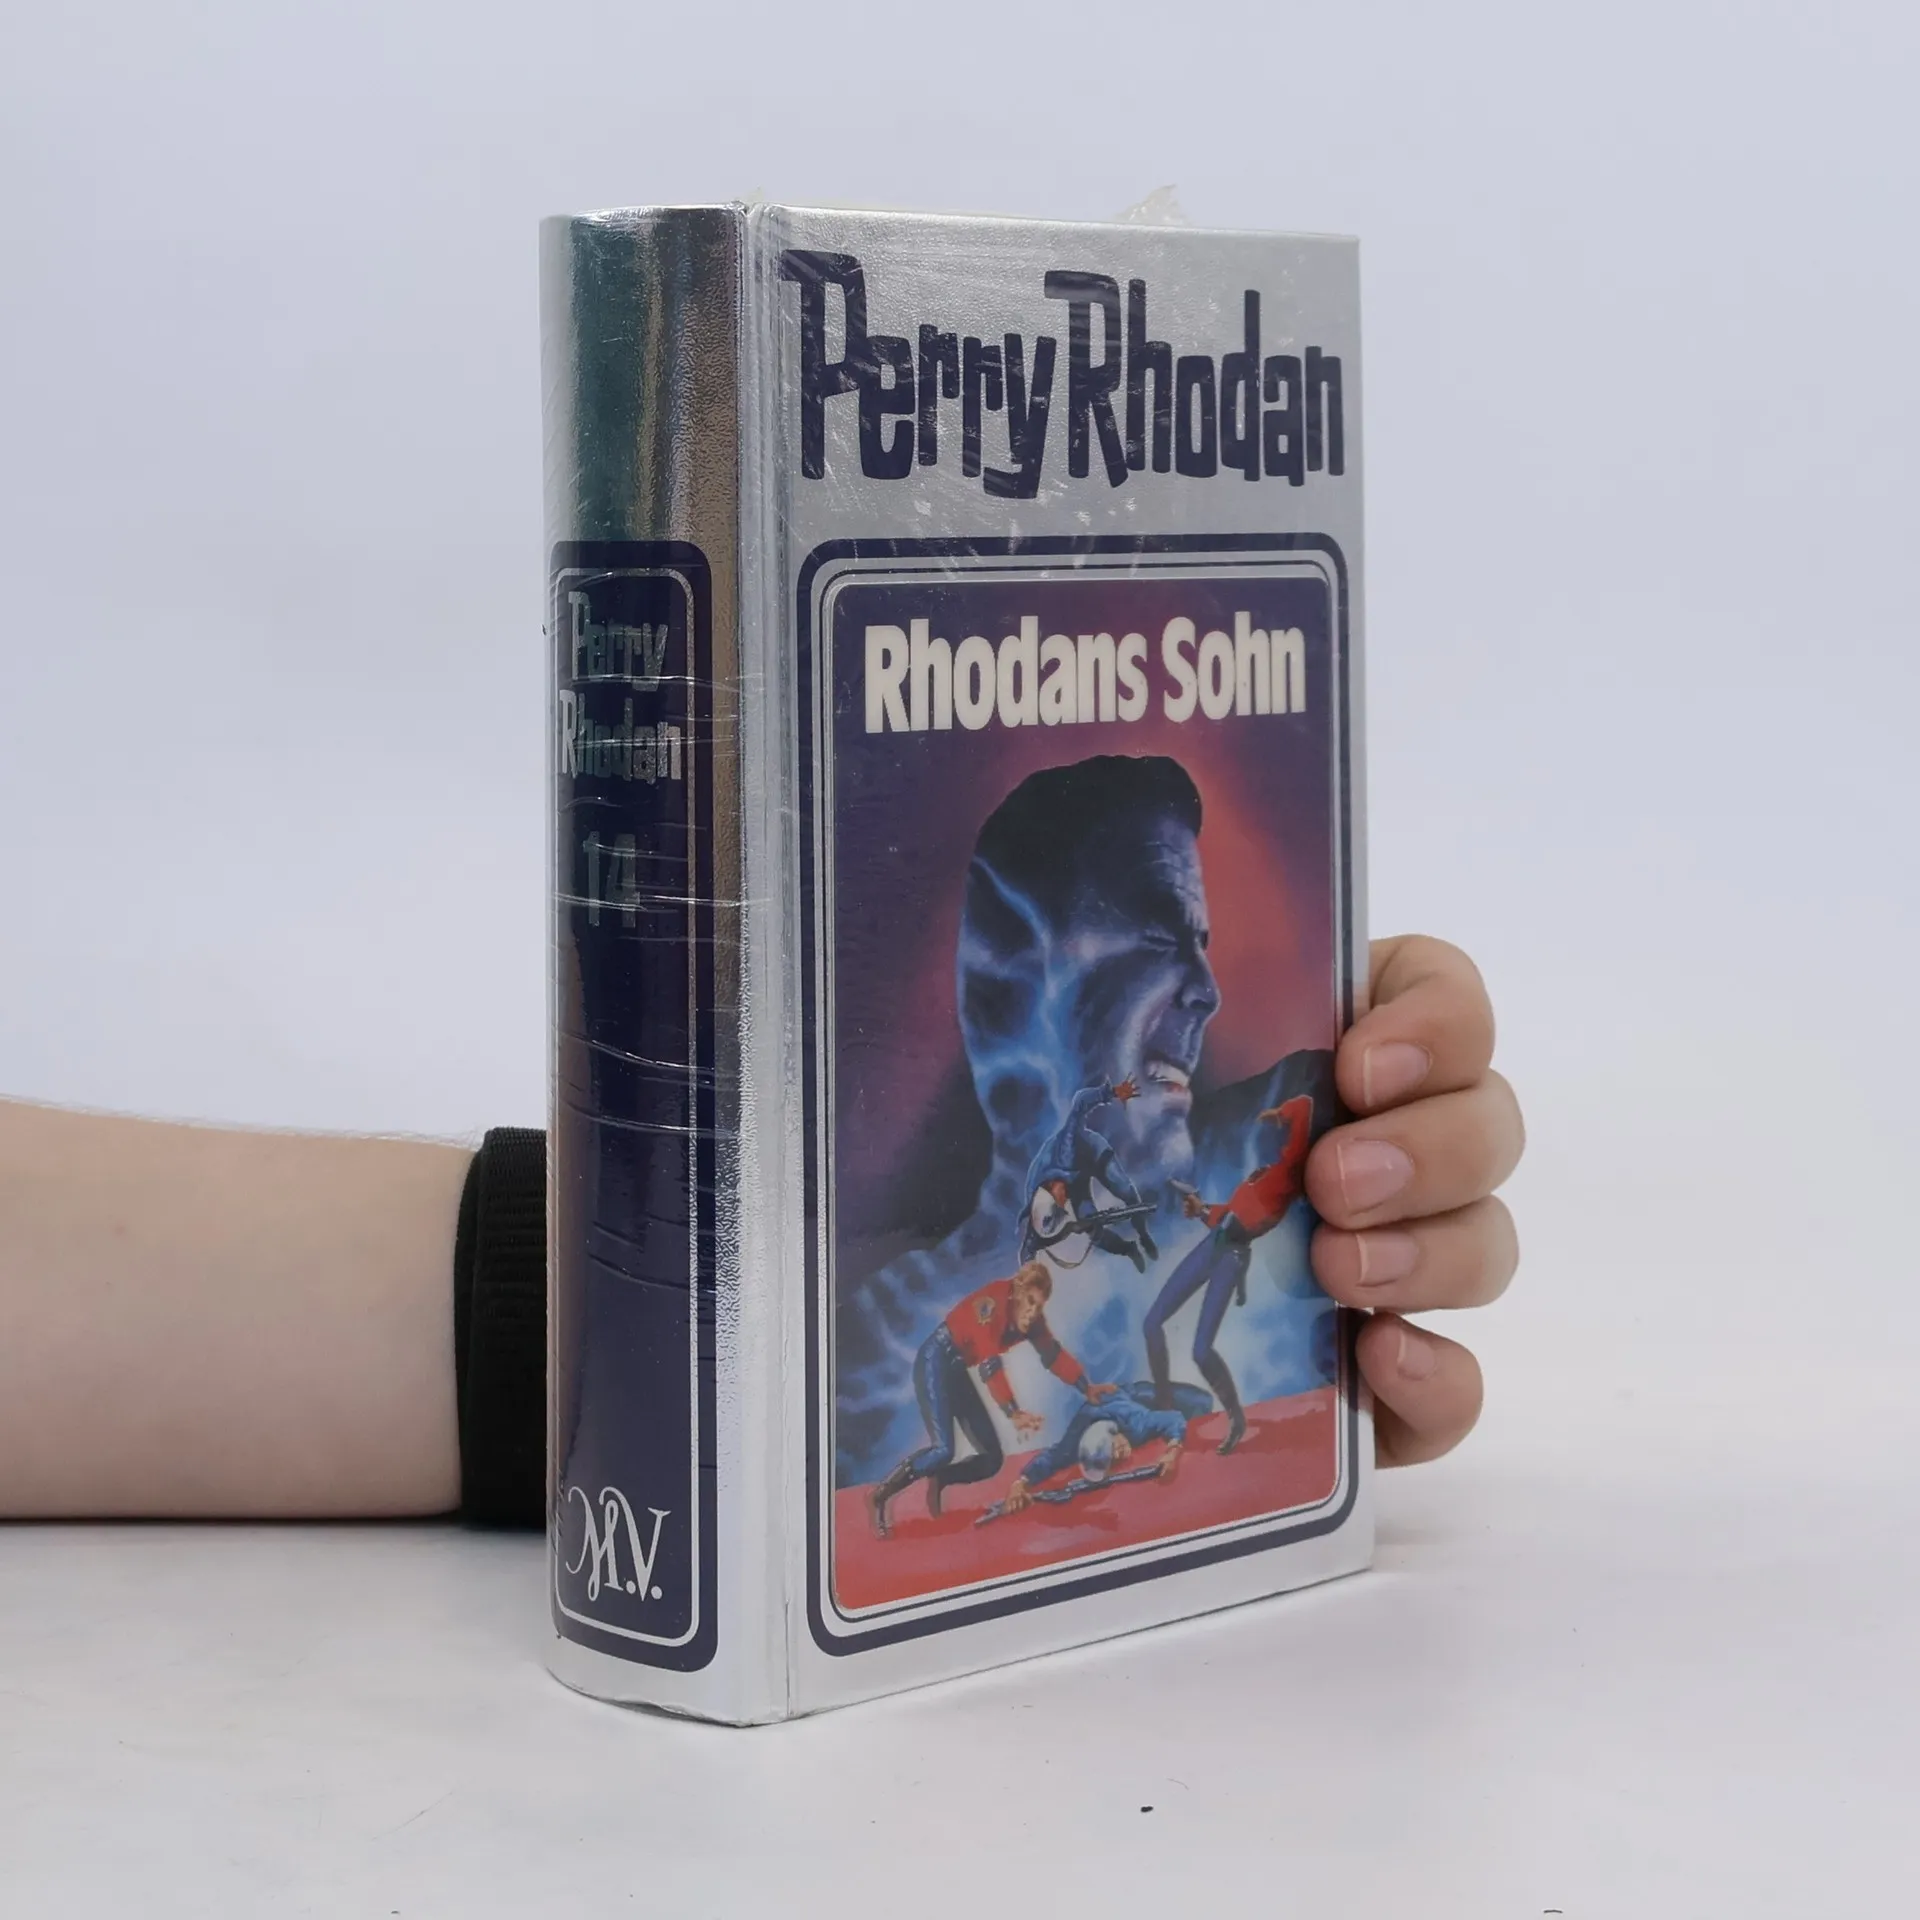 Perry Rhodan
Rhodans Sohn
Perry
Rhodan
14
M.V.